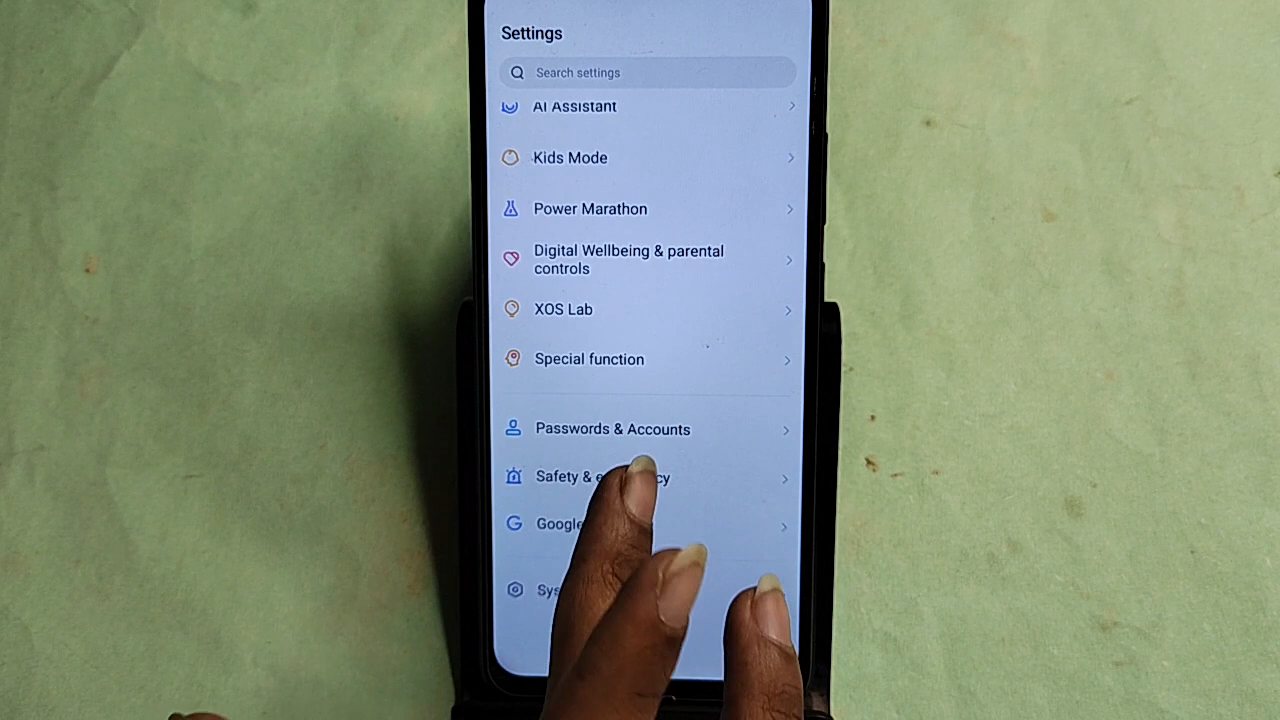 Settings
Search settings
AI Assistant
Kids Mode
Power Marathon
Digital Wellbeing & parental
controls
XOS Lab
Special function
Passwords & Accounts
Safety &
Google